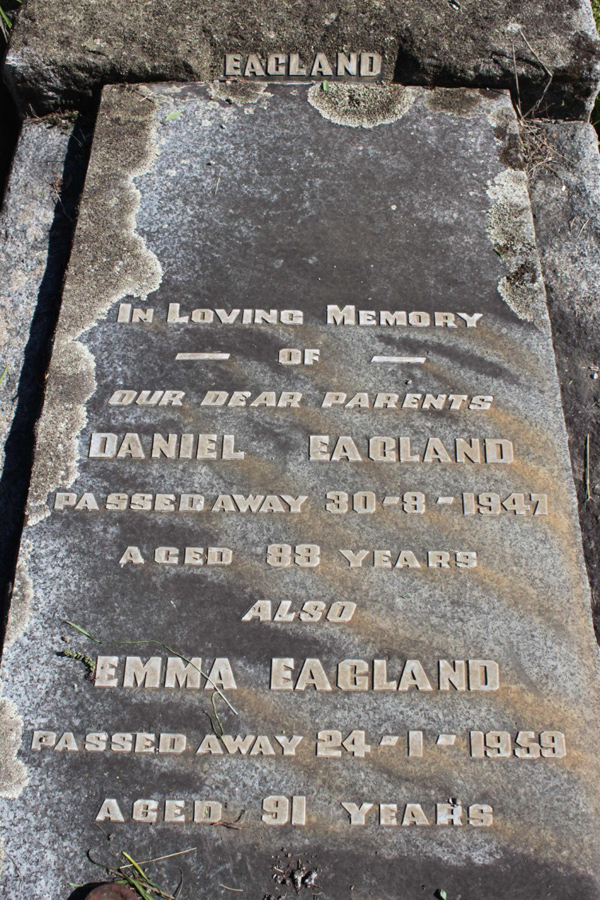 EAGLAND
IN LOVING MEMORY
— OF —
OUR DEAR PARENTS
DANIEL EAGLAND
PASSED AWAY 30-8-1947
AGED 88 YEARS
ALSO
EMMA EAGLAND
PASSED AWAY 24-1-1959
AGED 91 YEARS